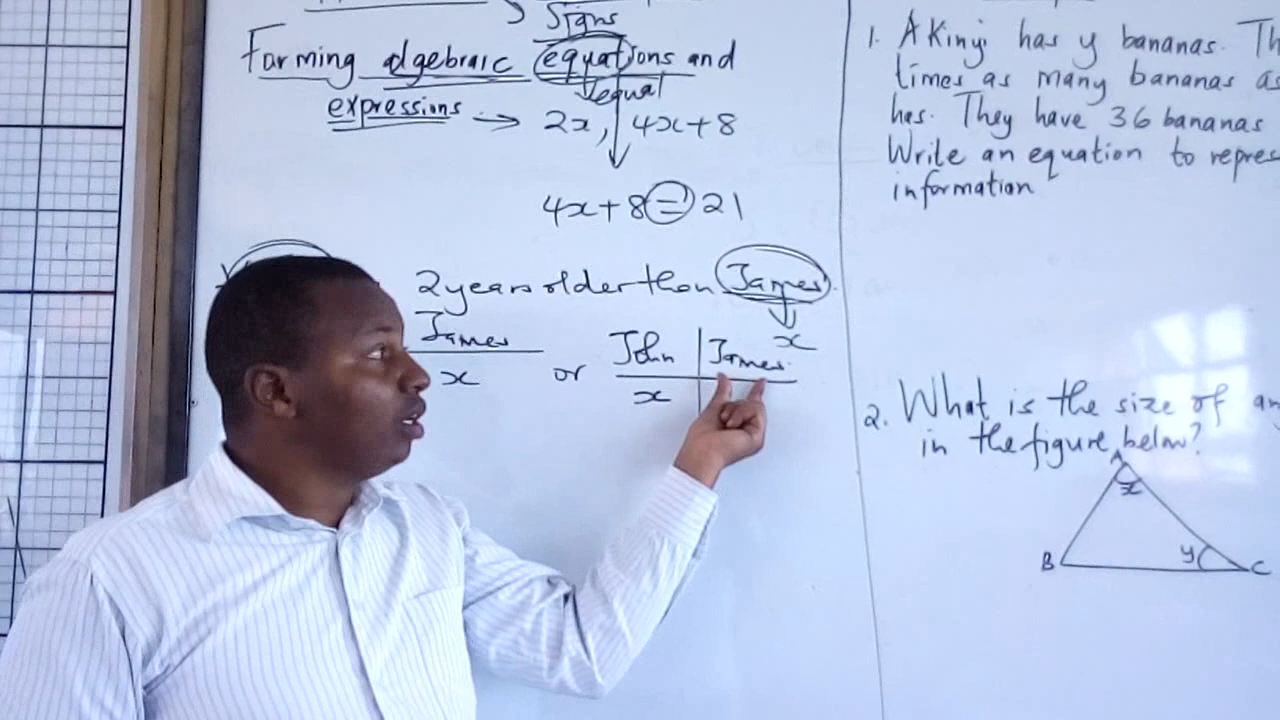 Signs
Forming algebraic equations and
equal
expressions → 2x, 4x+8
4x+8=21
2 years older than James.
x
James
x
or
John | James
x
1. Akinyi has y bananas. Th
times as many bananas as
has. They have 36 bananas
Write an equation to repres
information
2. What is the size of an
in the figure below?
A
x
B
y
C